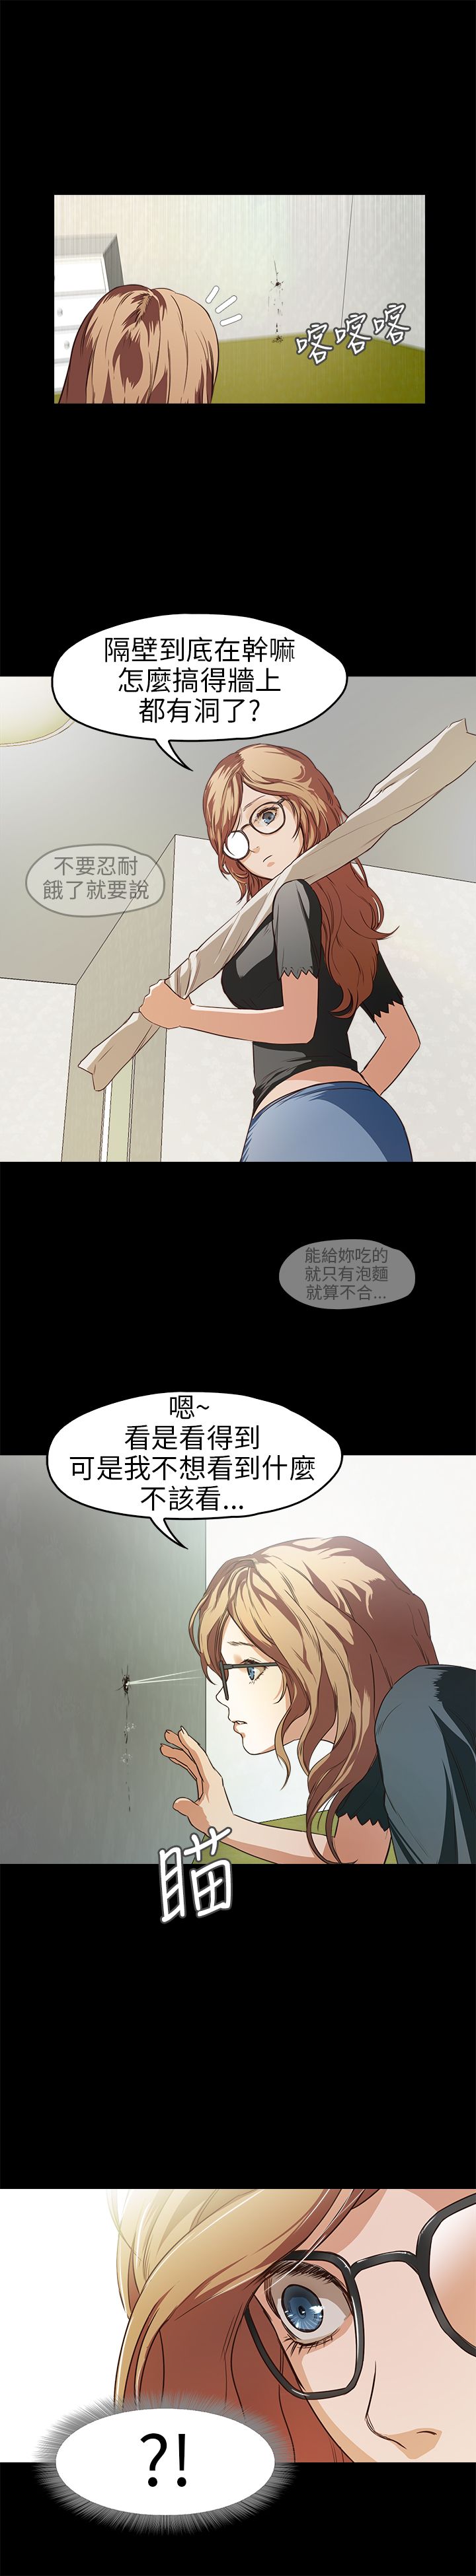 喀喀喀
隔壁到底在幹嘛
怎麼搞得牆上
都有洞了?
不要忍耐
餓了就要說
能給妳吃的
就只有泡麵
就算不合...
嗯~
看是看得到
可是我不想看到什麼
不該看...
瞄
?!